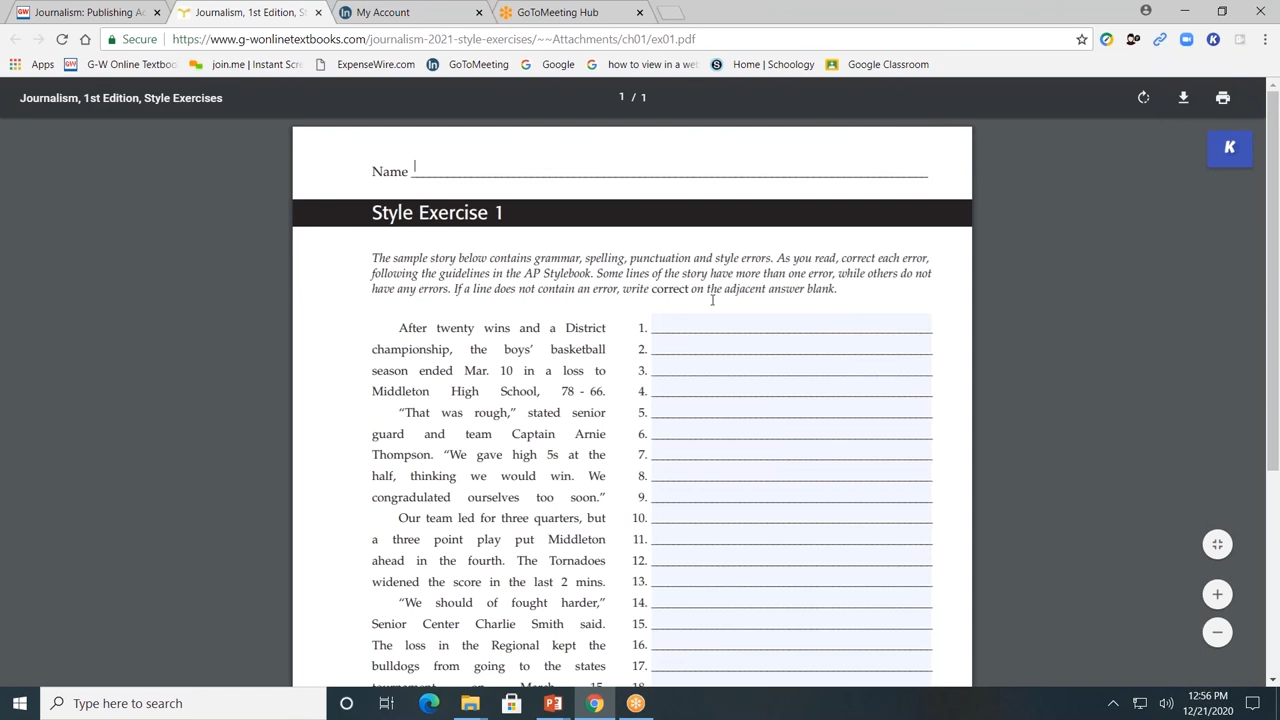 Journalism: Publishing Ac
Journalism, 1st Edition, St
My Account
GoToMeeting Hub
Secure
https://www.g-wonlinetextbooks.com/journalism-2021-style-exercises/~~Attachments/ch01/ex01.pdf
Apps
G-W Online Textboo
join.me | Instant Scre
ExpenseWire.com
GoToMeeting
Google
how to view in a web
Home | Schoology
Google Classroom
Journalism, 1st Edition, Style Exercises
1 / 1
K
Name
Style Exercise 1
The sample story below contains grammar, spelling, punctuation and style errors. As you read, correct each error,
following the guidelines in the AP Stylebook. Some lines of the story have more than one error, while others do not
have any errors. If a line does not contain an error, write correct on the adjacent answer blank.
After twenty wins and a District 1.
championship, the boys’ basketball 2.
season ended Mar. 10 in a loss to 3.
Middleton High School, 78 - 66. 4.
“That was rough,” stated senior 5.
guard and team Captain Arnie 6.
Thompson. “We gave high 5s at the 7.
half, thinking we would win. We 8.
congradulated ourselves too soon.” 9.
Our team led for three quarters, but 10.
a three point play put Middleton 11.
ahead in the fourth. The Tornadoes 12.
widened the score in the last 2 mins. 13.
“We should of fought harder,” 14.
Senior Center Charlie Smith said. 15.
The loss in the Regional kept the 16.
bulldogs from going to the states 17.
tournament on March 15. 18.
Type here to search
12:56 PM
12/21/2020